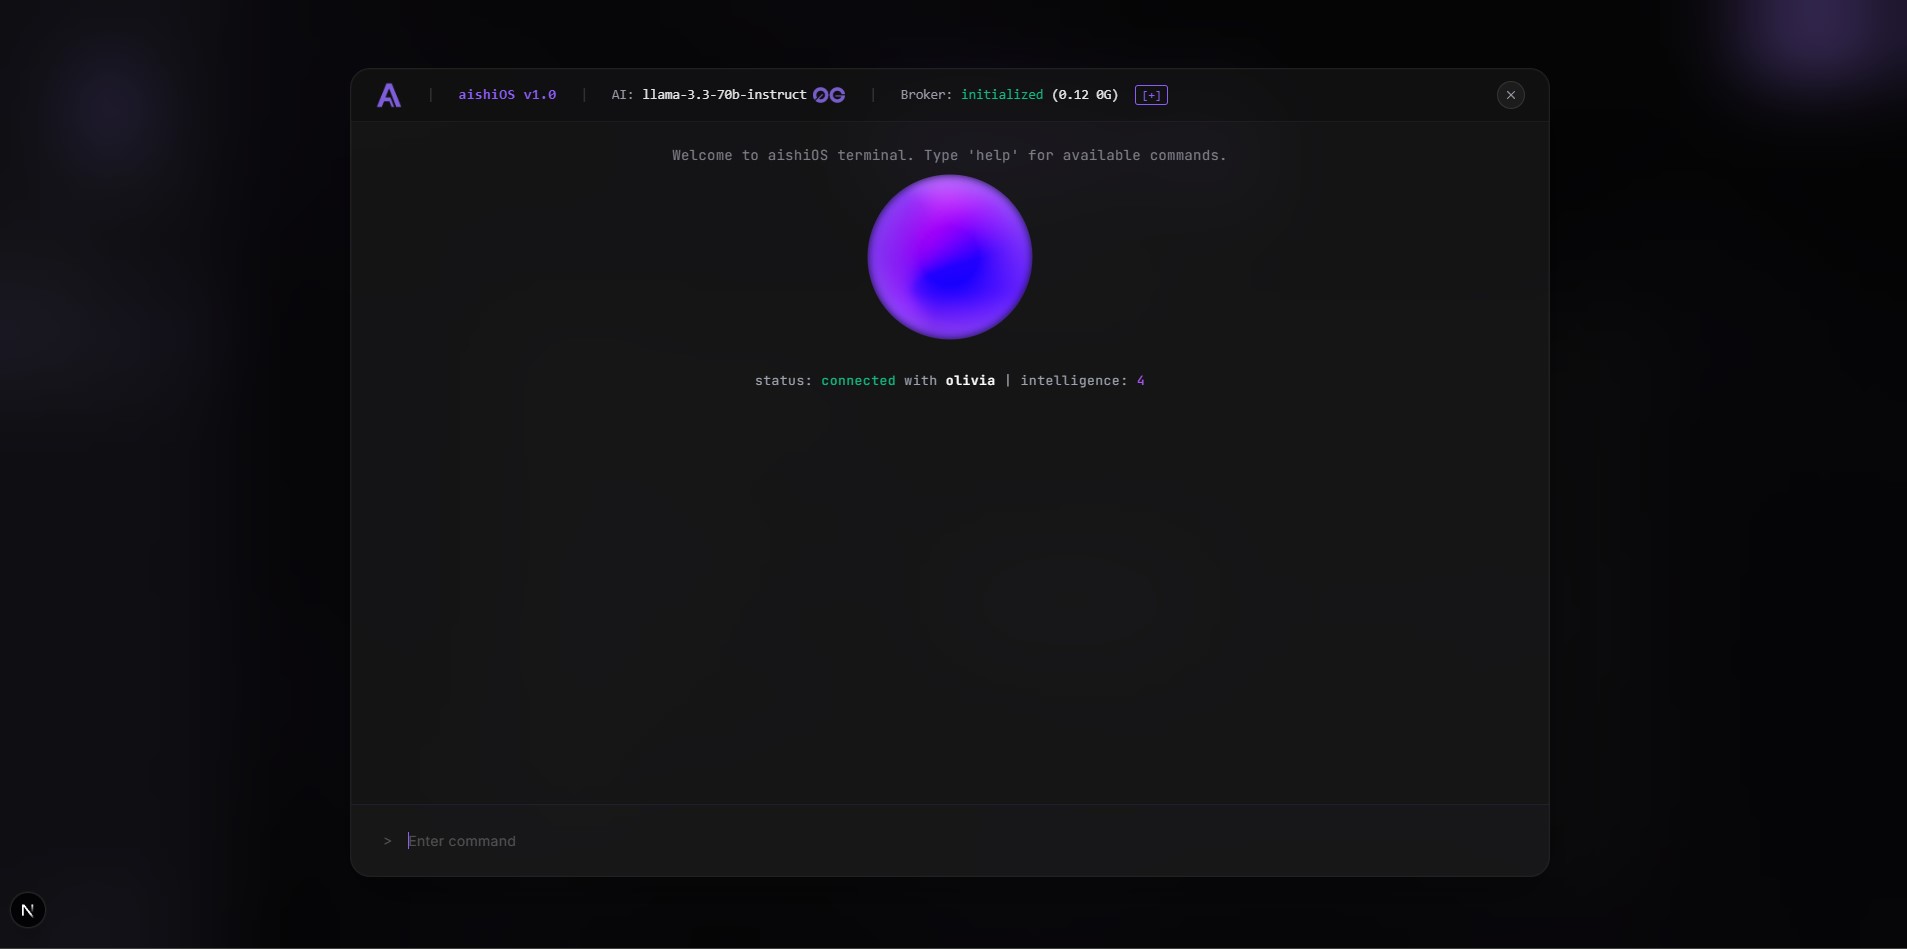 A | aishiOS v1.0 | AI: llama-3.3-70b-instruct 0G | Broker: initialized (0.12 0G) [+] ×
Welcome to aishiOS terminal. Type 'help' for available commands.
status: connected with olivia | intelligence: 4
> Enter command
N